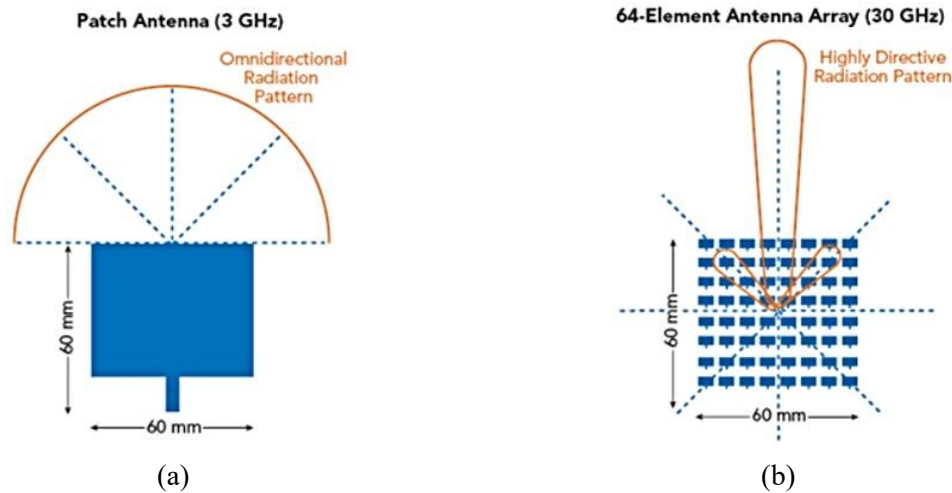 Patch Antenna (3 GHz)
Omnidirectional
Radiation
Pattern
60 mm
60 mm
(a)
64-Element Antenna Array (30 GHz)
Highly Directive
Radiation Pattern
60 mm
60 mm
(b)